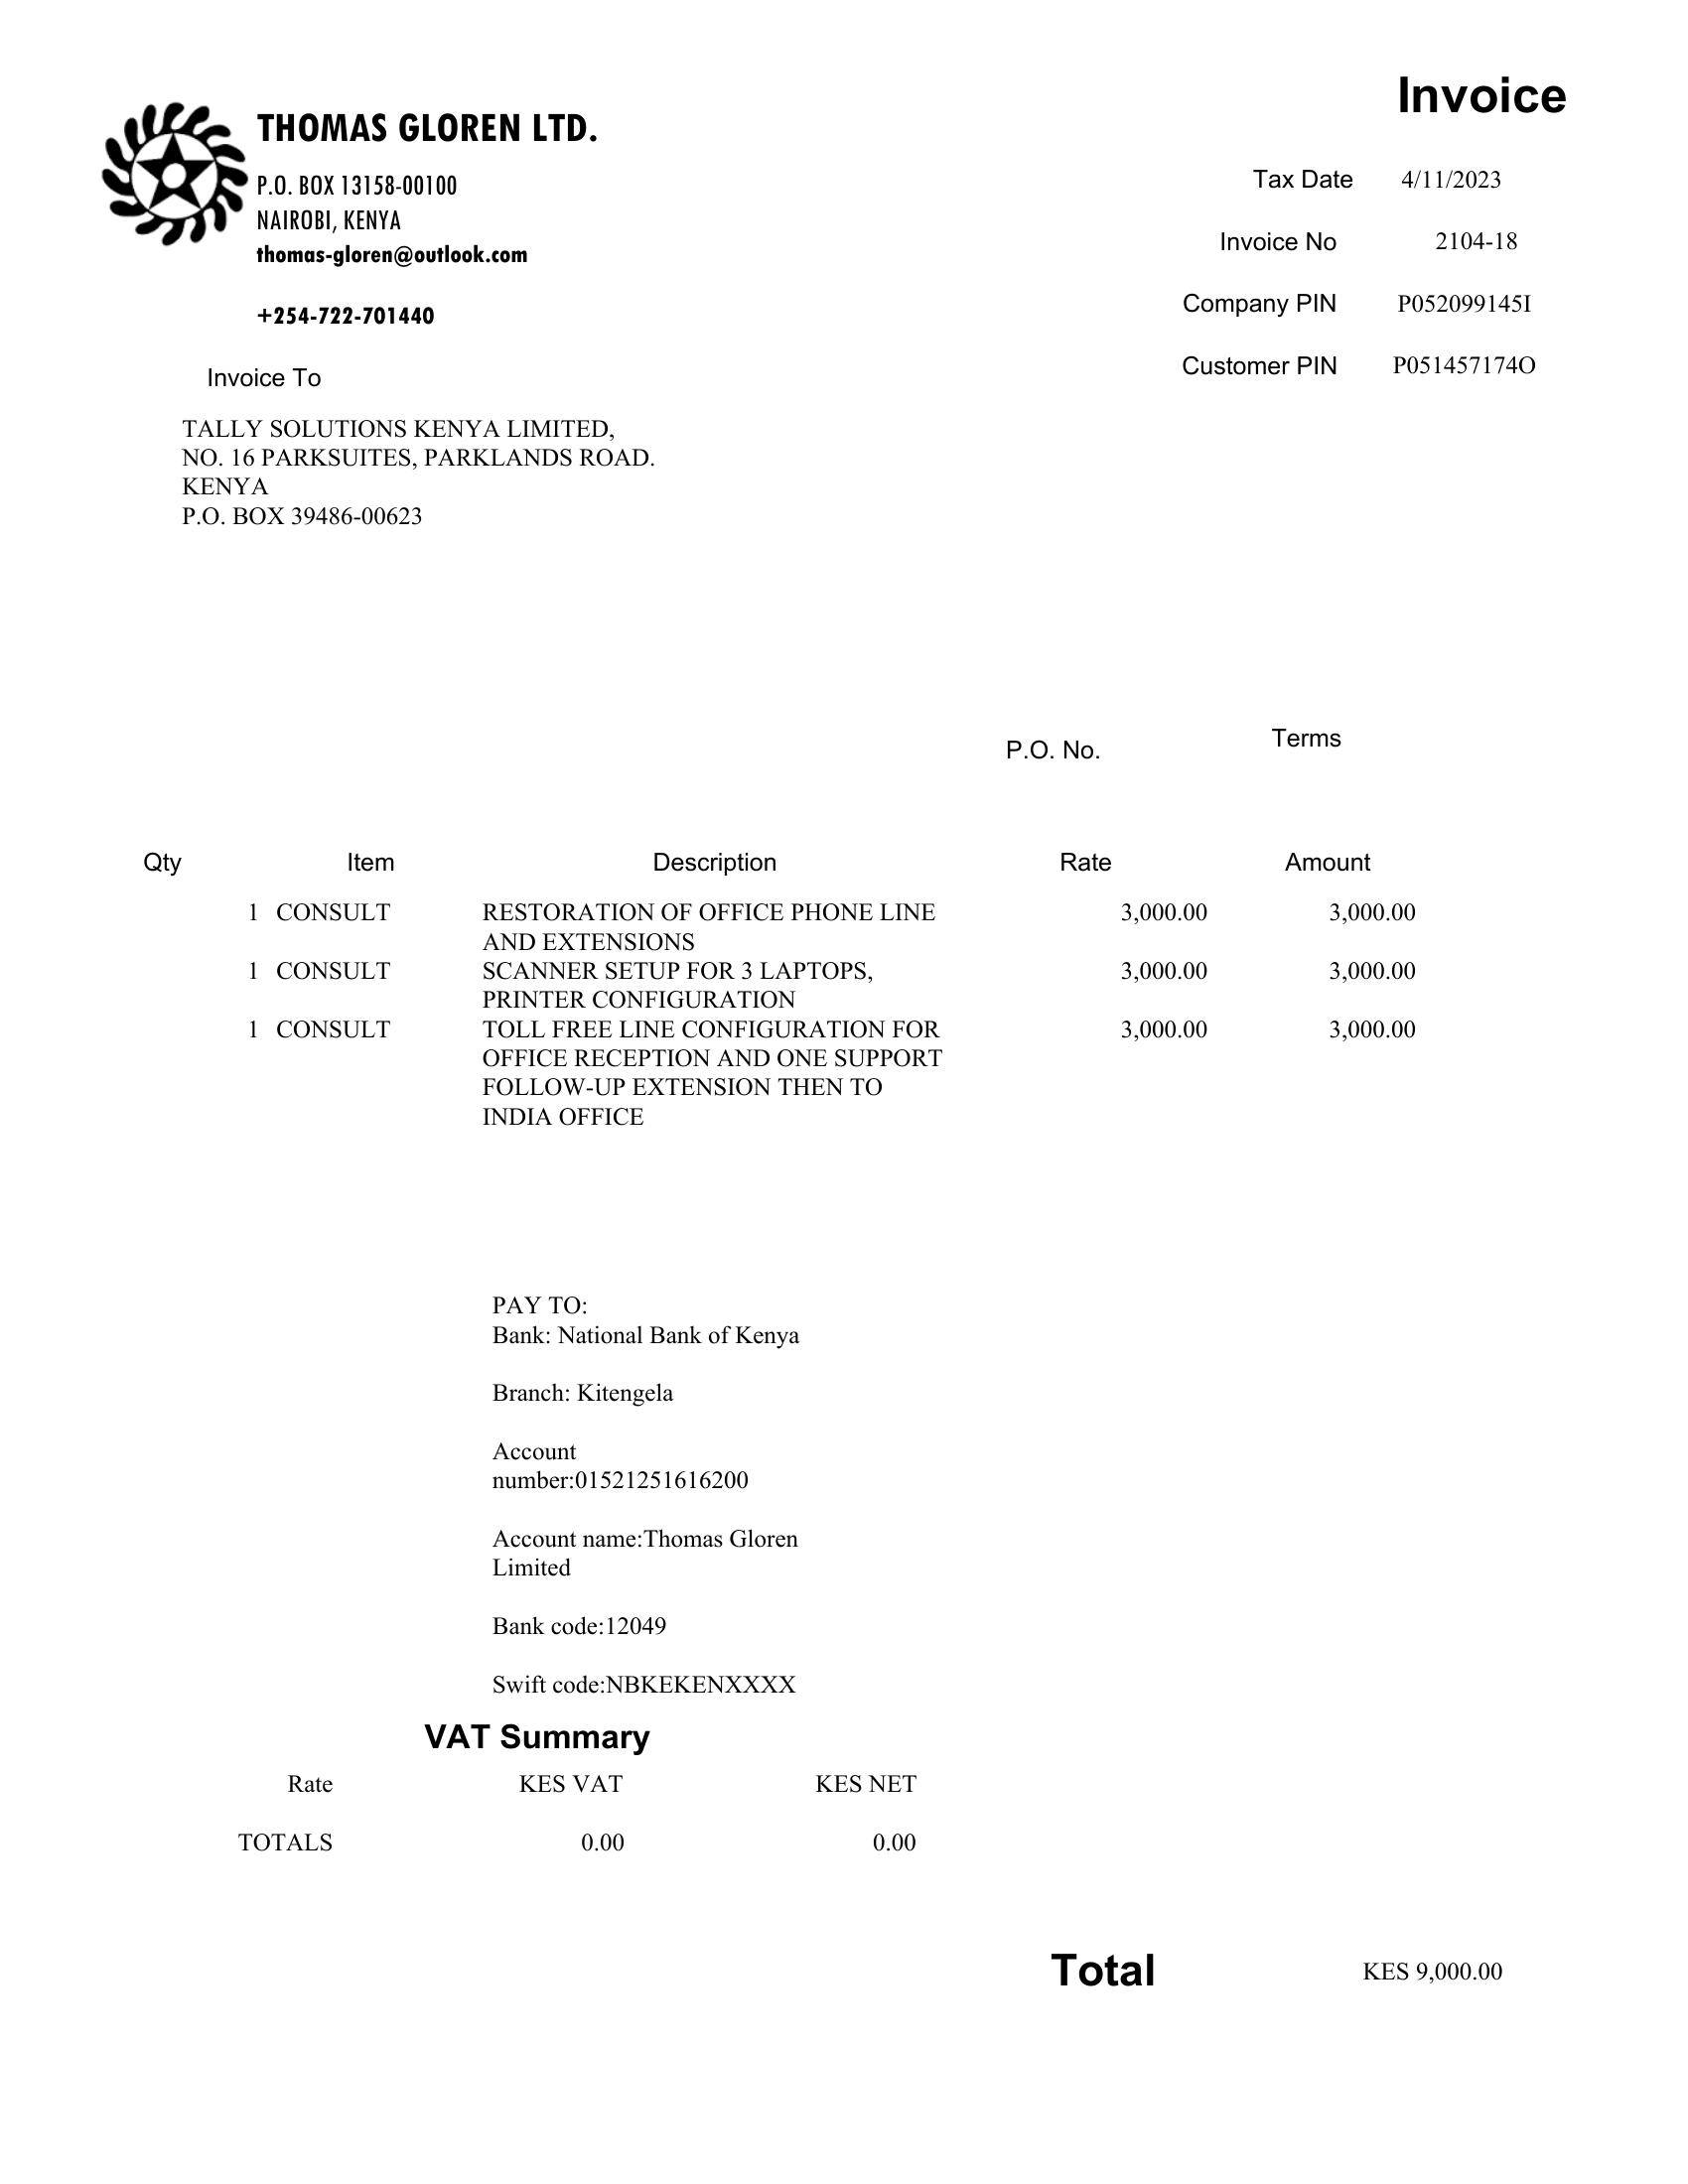 Invoice
THOMAS GLOREN LTD.
P.O. BOX 13158-00100
NAIROBI, KENYA
thomas-gloren@outlook.com
+254-722-701440
Tax Date 4/11/2023
Invoice No 2104-18
Company PIN P052099145I
Customer PIN P051457174O
Invoice To
TALLY SOLUTIONS KENYA LIMITED,
NO. 16 PARKSUITES, PARKLANDS ROAD.
KENYA
P.O. BOX 39486-00623
P.O. No. Terms
Qty Item Description Rate Amount
1 CONSULT RESTORATION OF OFFICE PHONE LINE 3,000.00 3,000.00
AND EXTENSIONS
1 CONSULT SCANNER SETUP FOR 3 LAPTOPS, 3,000.00 3,000.00
PRINTER CONFIGURATION
1 CONSULT TOLL FREE LINE CONFIGURATION FOR 3,000.00 3,000.00
OFFICE RECEPTION AND ONE SUPPORT
FOLLOW-UP EXTENSION THEN TO
INDIA OFFICE
PAY TO:
Bank: National Bank of Kenya
Branch: Kitengela
Account
number:01521251616200
Account name:Thomas Gloren
Limited
Bank code:12049
Swift code:NBKEKENXXXX
VAT Summary
Rate KES VAT KES NET
TOTALS 0.00 0.00
Total KES 9,000.00